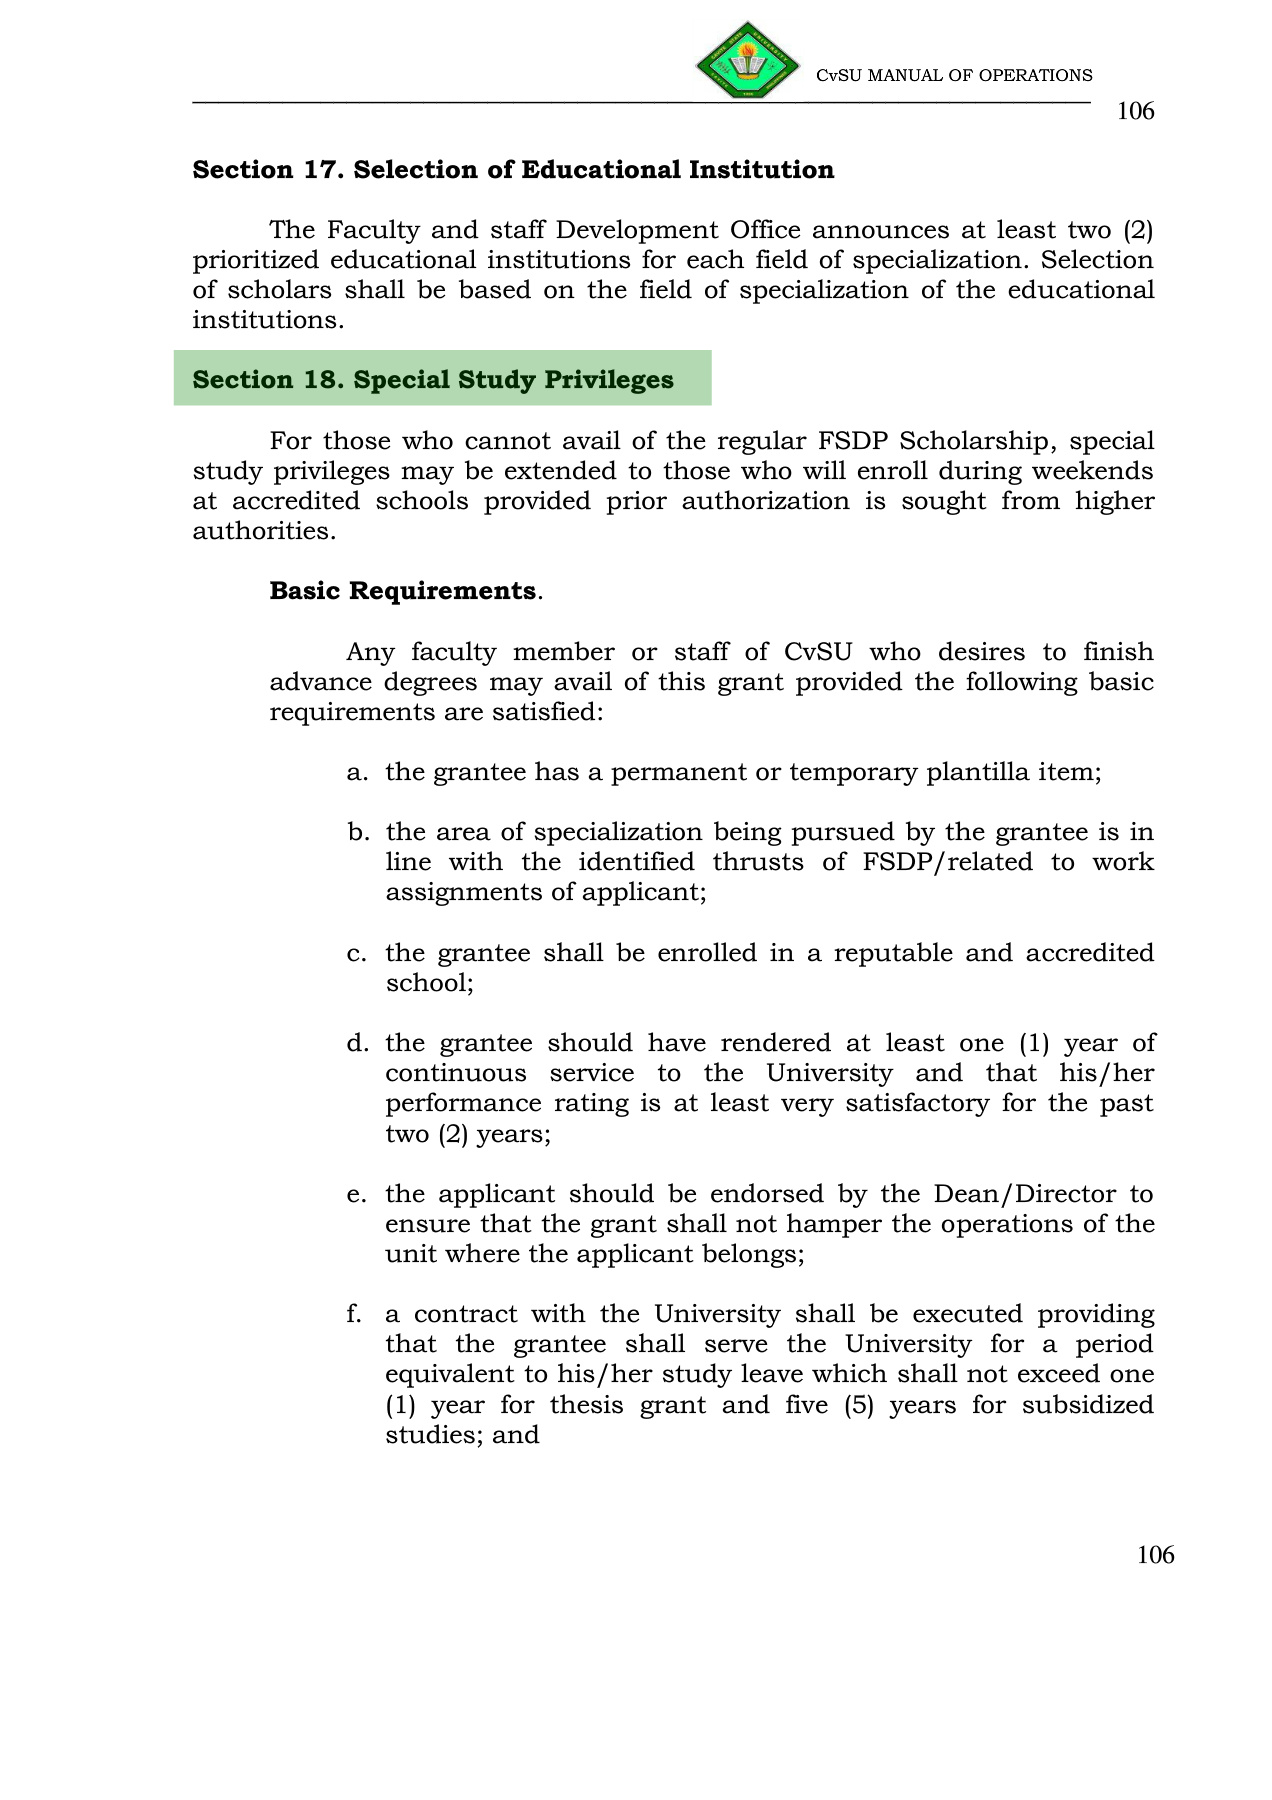 CvSU MANUAL OF OPERATIONS
106
Section 17. Selection of Educational Institution
The Faculty and staff Development Office announces at least two (2)
prioritized educational institutions for each field of specialization. Selection
of scholars shall be based on the field of specialization of the educational
institutions.
Section 18. Special Study Privileges
For those who cannot avail of the regular FSDP Scholarship, special
study privileges may be extended to those who will enroll during weekends
at accredited schools provided prior authorization is sought from higher
authorities.
Basic Requirements.
Any faculty member or staff of CvSU who desires to finish
advance degrees may avail of this grant provided the following basic
requirements are satisfied:
a. the grantee has a permanent or temporary plantilla item;
b. the area of specialization being pursued by the grantee is in
line with the identified thrusts of FSDP/related to work
assignments of applicant;
c. the grantee shall be enrolled in a reputable and accredited
school;
d. the grantee should have rendered at least one (1) year of
continuous service to the University and that his/her
performance rating is at least very satisfactory for the past
two (2) years;
e. the applicant should be endorsed by the Dean/Director to
ensure that the grant shall not hamper the operations of the
unit where the applicant belongs;
f. a contract with the University shall be executed providing
that the grantee shall serve the University for a period
equivalent to his/her study leave which shall not exceed one
(1) year for thesis grant and five (5) years for subsidized
studies; and
106